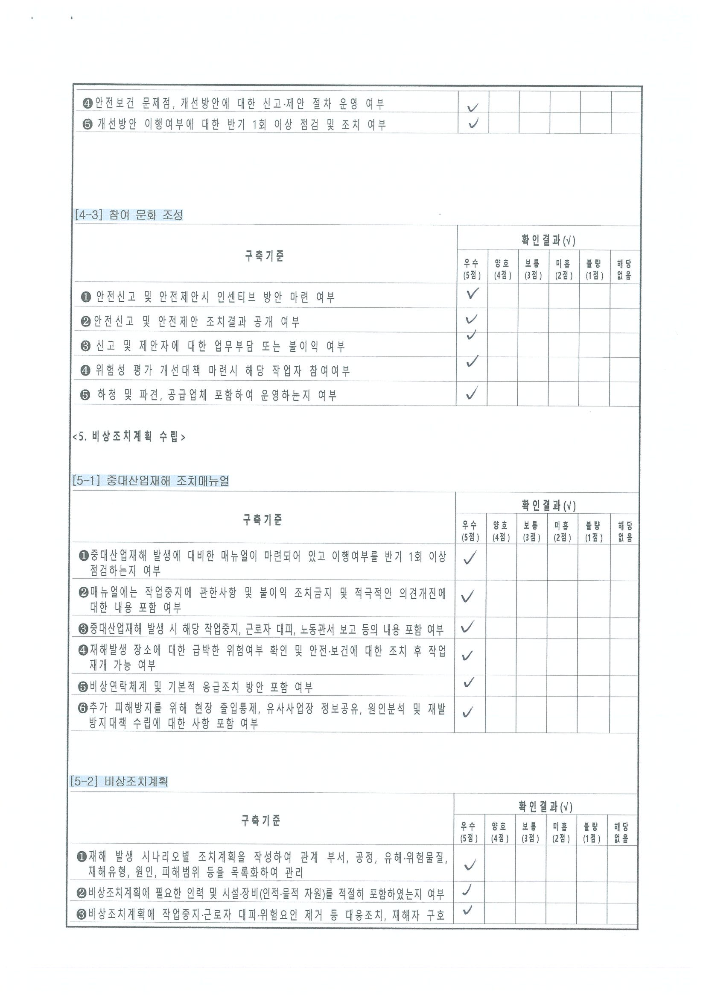 ❹안전보건 문제점, 개선방안에 대한 신고·제안 절차 운영 여부 ✓
❺ 개선방안 이행여부에 대한 반기 1회 이상 점검 및 조치 여부 ✓
[4-3] 참여 문화 조성
구축기준
확인결과(√)
우수 양호 보통 미흡 불량 해당
(5점) (4점) (3점) (2점) (1점) 없음
❶ 안전신고 및 안전제안시 인센티브 방안 마련 여부 ✓
❷안전신고 및 안전제안 조치결과 공개 여부 ✓
❸ 신고 및 제안자에 대한 업무부담 또는 불이익 여부 ✓
❹ 위험성 평가 개선대책 마련시 해당 작업자 참여여부 ✓
❺ 하청 및 파견, 공급업체 포함하여 운영하는지 여부 ✓
<5. 비상조치계획 수립>
[5-1] 중대산업재해 조치매뉴얼
구축기준
확인결과(√)
우수 양호 보통 미흡 불량 해당
(5점) (4점) (3점) (2점) (1점) 없음
❶중대산업재해 발생에 대비한 매뉴얼이 마련되어 있고 이행여부를 반기 1회 이상 ✓
점검하는지 여부
❷매뉴얼에는 작업중지에 관한사항 및 불이익 조치금지 및 적극적인 의견개진에 ✓
대한 내용 포함 여부
❸중대산업재해 발생 시 해당 작업중지, 근로자 대피, 노동관서 보고 등의 내용 포함 여부 ✓
❹재해발생 장소에 대한 급박한 위험여부 확인 및 안전·보건에 대한 조치 후 작업 ✓
재개 가능 여부
❺비상연락체계 및 기본적 응급조치 방안 포함 여부 ✓
❻추가 피해방지를 위해 현장 출입통제, 유사사업장 정보공유, 원인분석 및 재발 ✓
방지대책 수립에 대한 사항 포함 여부
[5-2] 비상조치계획
구축기준
확인결과(√)
우수 양호 보통 미흡 불량 해당
(5점) (4점) (3점) (2점) (1점) 없음
❶재해 발생 시나리오별 조치계획을 작성하여 관계 부서, 공정, 유해·위험물질, ✓
재해유형, 원인, 피해범위 등을 목록화하여 관리
❷비상조치계획에 필요한 인력 및 시설·장비(인적·물적 자원)를 적절히 포함하였는지 여부 ✓
❸비상조치계획에 작업중지·근로자 대피·위험요인 제거 등 대응조치, 재해자 구호 ✓